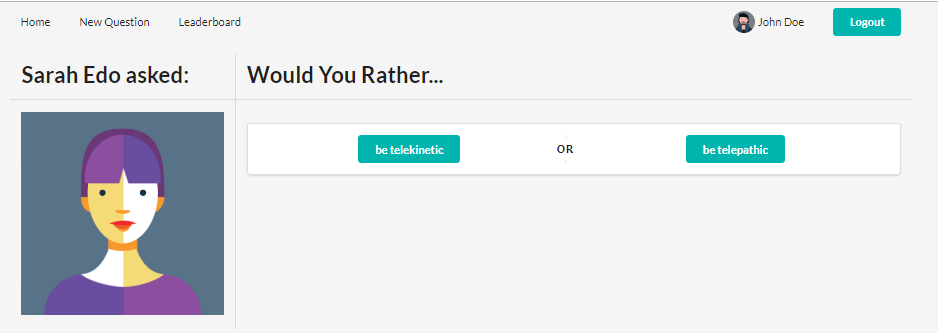 Home New Question Leaderboard John Doe Logout
Sarah Edo asked:
Would You Rather...
be telekinetic OR be telepathic